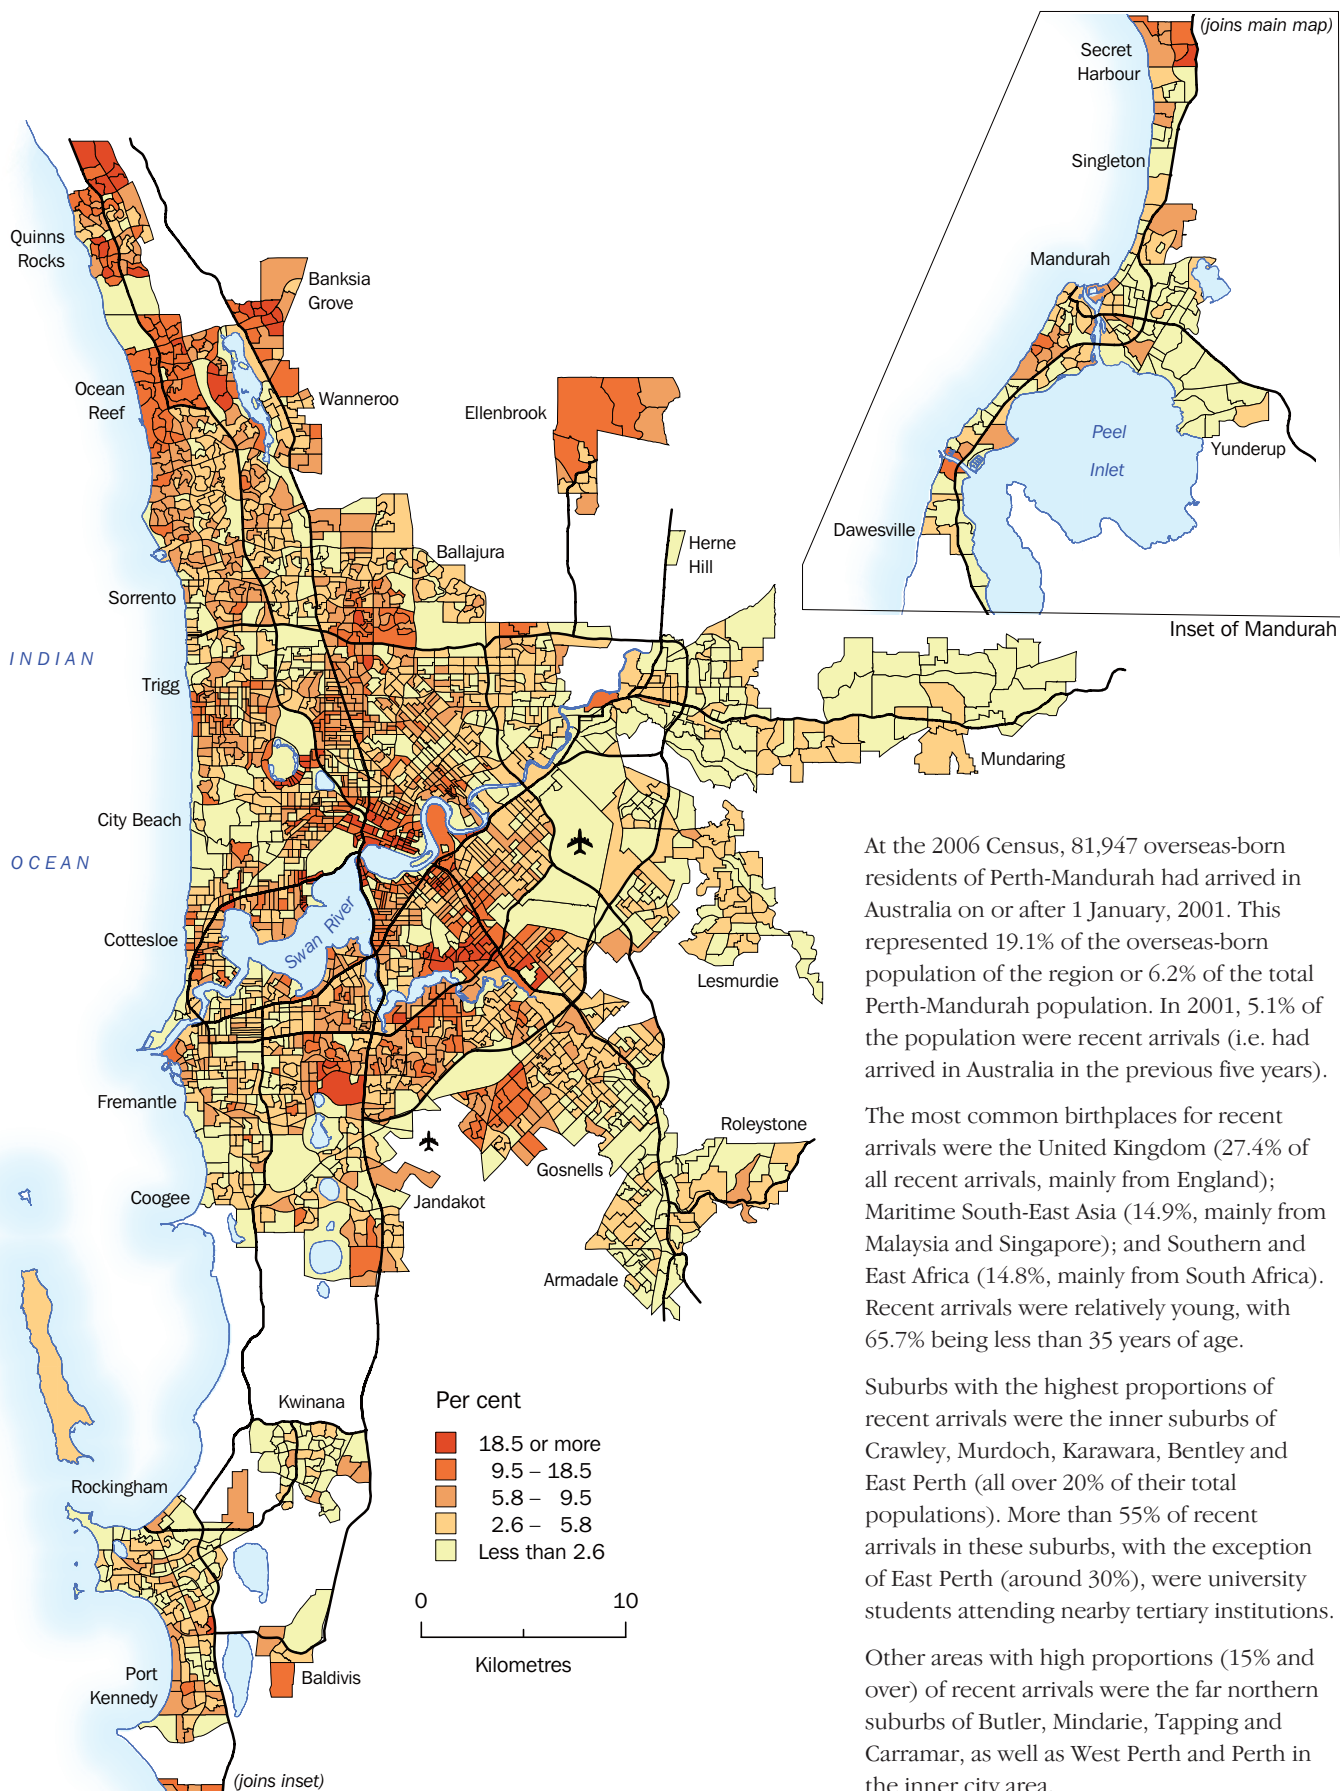 (joins main map)
Secret
Harbour
Singleton
Mandurah
Peel
Inlet
Yunderup
Dawesville
Inset of Mandurah
Quinns
Rocks
Banksia
Grove
Ocean
Reef
Wanneroo
Ellenbrook
Ballajura
Herne
Hill
Sorrento
INDIAN
Trigg
Mundaring
City Beach
OCEAN
Cottesloe
Swan River
Lesmurdie
Fremantle
Roleystone
Gosnells
Coogee
Jandakot
Armadale
Kwinana
Rockingham
Port
Kennedy
Baldivis
(joins inset)
Per cent
18.5 or more
9.5 – 18.5
5.8 – 9.5
2.6 – 5.8
Less than 2.6
0 10
Kilometres
At the 2006 Census, 81,947 overseas-born
residents of Perth-Mandurah had arrived in
Australia on or after 1 January, 2001. This
represented 19.1% of the overseas-born
population of the region or 6.2% of the total
Perth-Mandurah population. In 2001, 5.1% of
the population were recent arrivals (i.e. had
arrived in Australia in the previous five years).
The most common birthplaces for recent
arrivals were the United Kingdom (27.4% of
all recent arrivals, mainly from England);
Maritime South-East Asia (14.9%, mainly from
Malaysia and Singapore); and Southern and
East Africa (14.8%, mainly from South Africa).
Recent arrivals were relatively young, with
65.7% being less than 35 years of age.
Suburbs with the highest proportions of
recent arrivals were the inner suburbs of
Crawley, Murdoch, Karawara, Bentley and
East Perth (all over 20% of their total
populations). More than 55% of recent
arrivals in these suburbs, with the exception
of East Perth (around 30%), were university
students attending nearby tertiary institutions.
Other areas with high proportions (15% and
over) of recent arrivals were the far northern
suburbs of Butler, Mindarie, Tapping and
Carramar, as well as West Perth and Perth in
the inner city area.